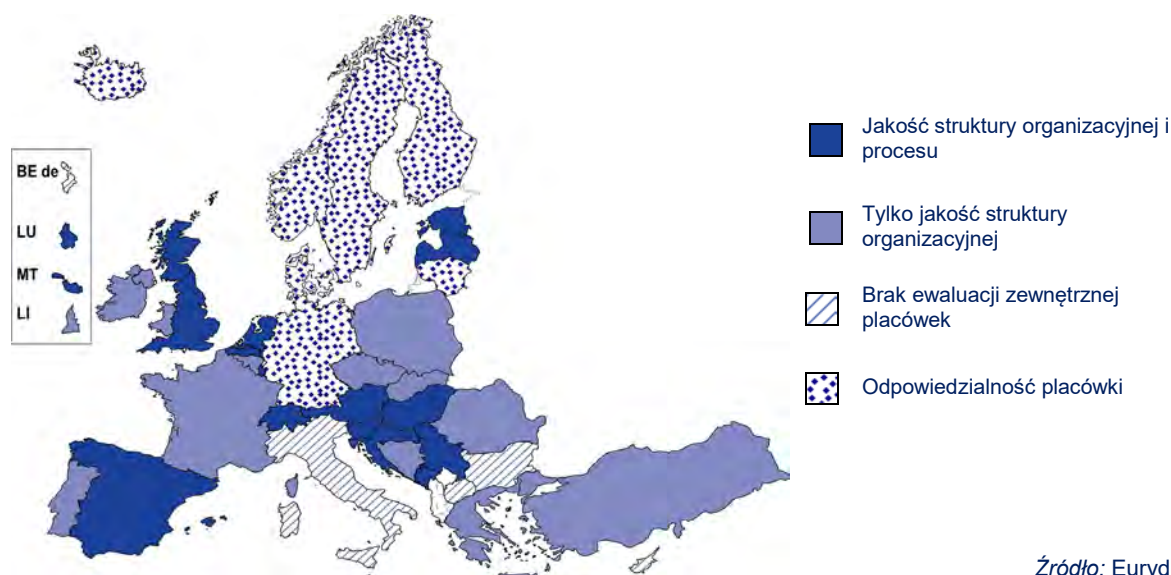 BE de
LU
MT
LI
Jakość struktury organizacyjnej i
procesu
Tylko jakość struktury
organizacyjnej
Brak ewaluacji zewnętrznej
placówek
Odpowiedzialność placówki
Źródło: Euryd